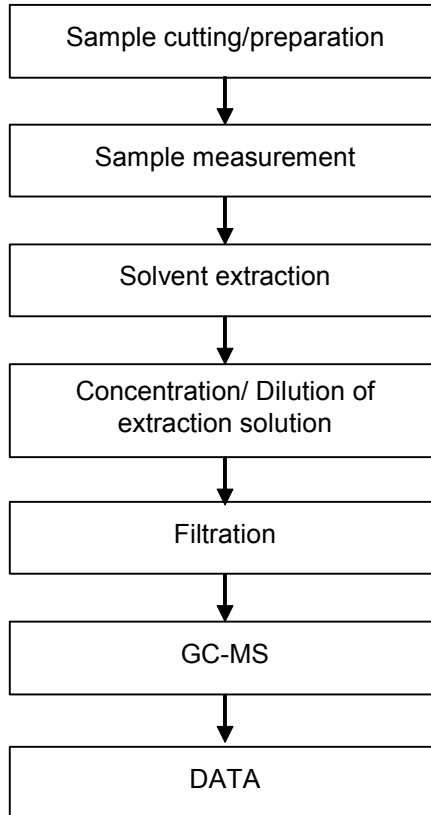 Sample cutting/preparation
Sample measurement
Solvent extraction
Concentration/ Dilution of
extraction solution
Filtration
GC-MS
DATA